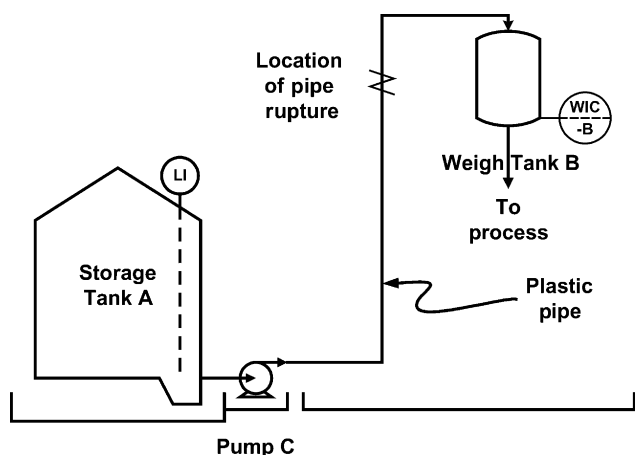 Location
of pipe
rupture
WIC
-B
Weigh Tank B
To
process
LI
Storage
Tank A
Plastic
pipe
Pump C